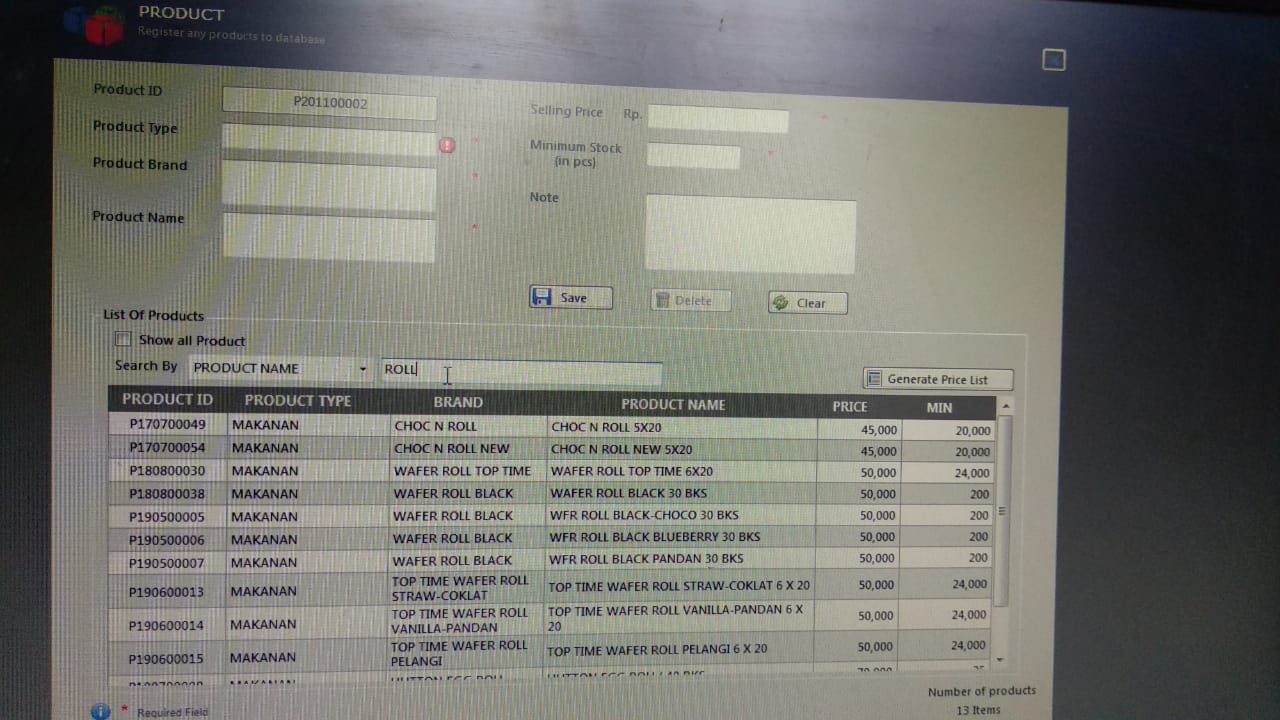 PRODUCT
Register any products to database
Product ID P201100002
Product Type
Product Brand
Product Name
Selling Price Rp.
Minimum Stock
(in pcs)
Note
Save Delete Clear
List Of Products
Show all Product
Search By PRODUCT NAME ROLL
Generate Price List
PRODUCT ID PRODUCT TYPE BRAND PRODUCT NAME PRICE MIN
P170700049 MAKANAN CHOC N ROLL CHOC N ROLL 5X20 45,000 20,000
P170700054 MAKANAN CHOC N ROLL NEW CHOC N ROLL NEW 5X20 45,000 20,000
P180800030 MAKANAN WAFER ROLL TOP TIME WAFER ROLL TOP TIME 6X20 50,000 24,000
P180800038 MAKANAN WAFER ROLL BLACK WAFER ROLL BLACK 30 BKS 50,000 200
P190500005 MAKANAN WAFER ROLL BLACK WFR ROLL BLACK-CHOCO 30 BKS 50,000 200
P190500006 MAKANAN WAFER ROLL BLACK WFR ROLL BLACK BLUEBERRY 30 BKS 50,000 200
P190500007 MAKANAN WAFER ROLL BLACK WFR ROLL BLACK PANDAN 30 BKS 50,000 200
P190600013 MAKANAN TOP TIME WAFER ROLL STRAW-COKLAT TOP TIME WAFER ROLL STRAW-COKLAT 6 X 20 50,000 24,000
P190600014 MAKANAN TOP TIME WAFER ROLL VANILLA-PANDAN TOP TIME WAFER ROLL VANILLA-PANDAN 6 X 20 50,000 24,000
P190600015 MAKANAN TOP TIME WAFER ROLL PELANGI TOP TIME WAFER ROLL PELANGI 6 X 20 50,000 24,000
Number of products
13 Items
* Required Field